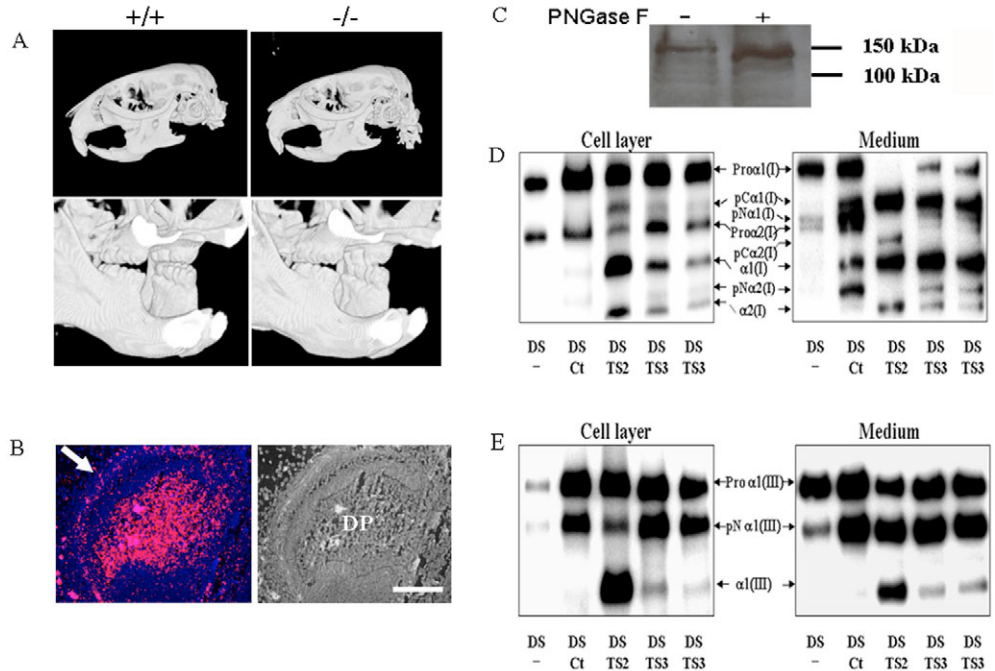 A
+/+ -/-
B
DP
C
PNGase F - +
150 kDa
100 kDa
D
Cell layer
Medium
Proα1(I)
pCα1(I)
pNα1(I)
Proα2(I)
pCα2(I)
α1(I)
pNα2(I)
α2(I)
DS DS DS DS DS
- Ct TS2 TS3 TS3
DS DS DS DS DS
- Ct TS2 TS3 TS3
E
Cell layer
Medium
Pro α1(III)
pN α1(III)
α1(III)
DS DS DS DS DS
- Ct TS2 TS3 TS3
DS DS DS DS DS
- Ct TS2 TS3 TS3